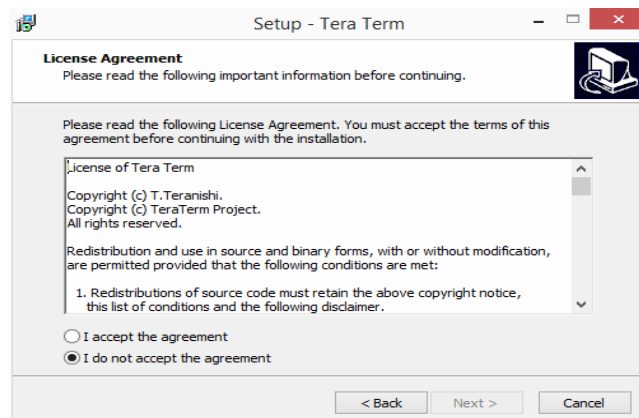 Setup - Tera Term
License Agreement
Please read the following important information before continuing.
Please read the following License Agreement. You must accept the terms of this
agreement before continuing with the installation.
License of Tera Term
Copyright (c) T.Teranishi.
Copyright (c) TeraTerm Project.
All rights reserved.
Redistribution and use in source and binary forms, with or without modification,
are permitted provided that the following conditions are met:
1. Redistributions of source code must retain the above copyright notice,
this list of conditions and the following disclaimer.
I accept the agreement
I do not accept the agreement
< Back Next > Cancel